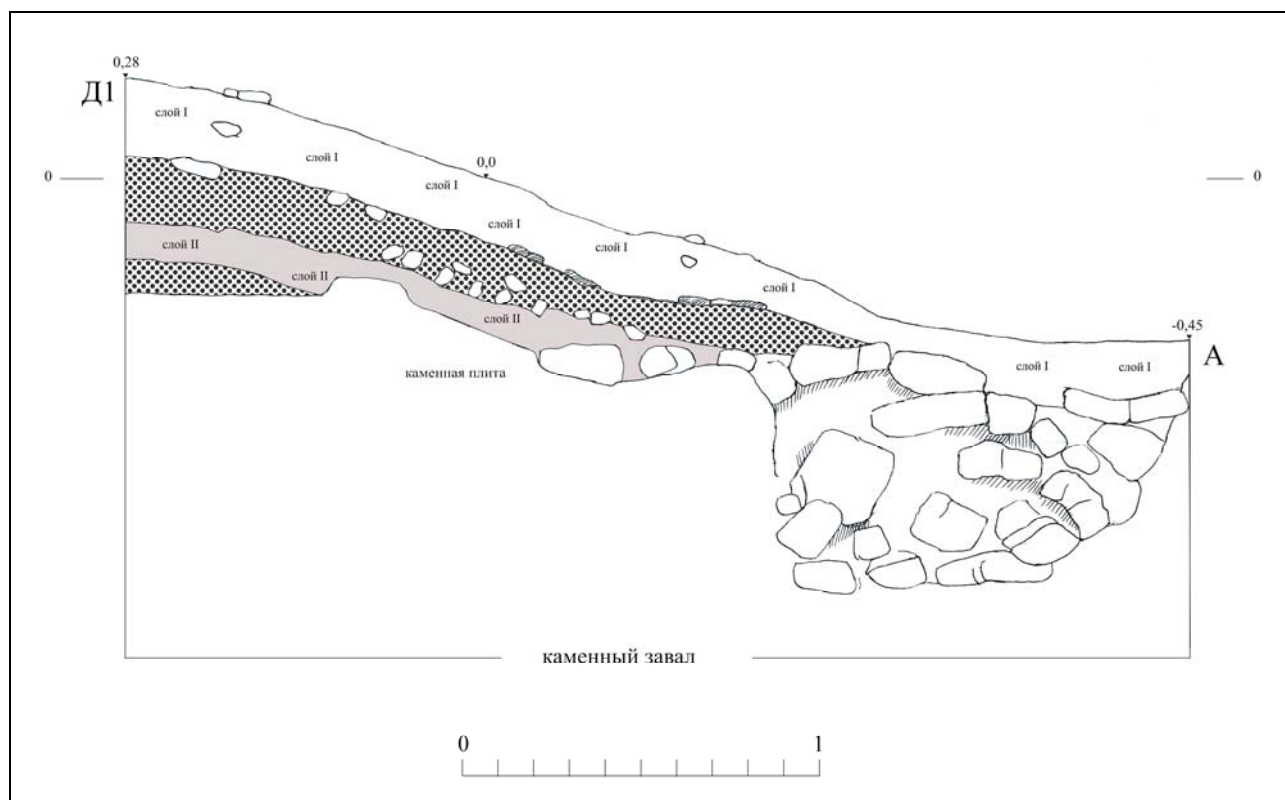 0,28
Д1
слой I
слой I
0,0
0
слой I
0
слой I
слой I
слой II
слой II
слой I
-0,45
слой II
А
слой I
слой I
каменная плита
каменный завал
0
1